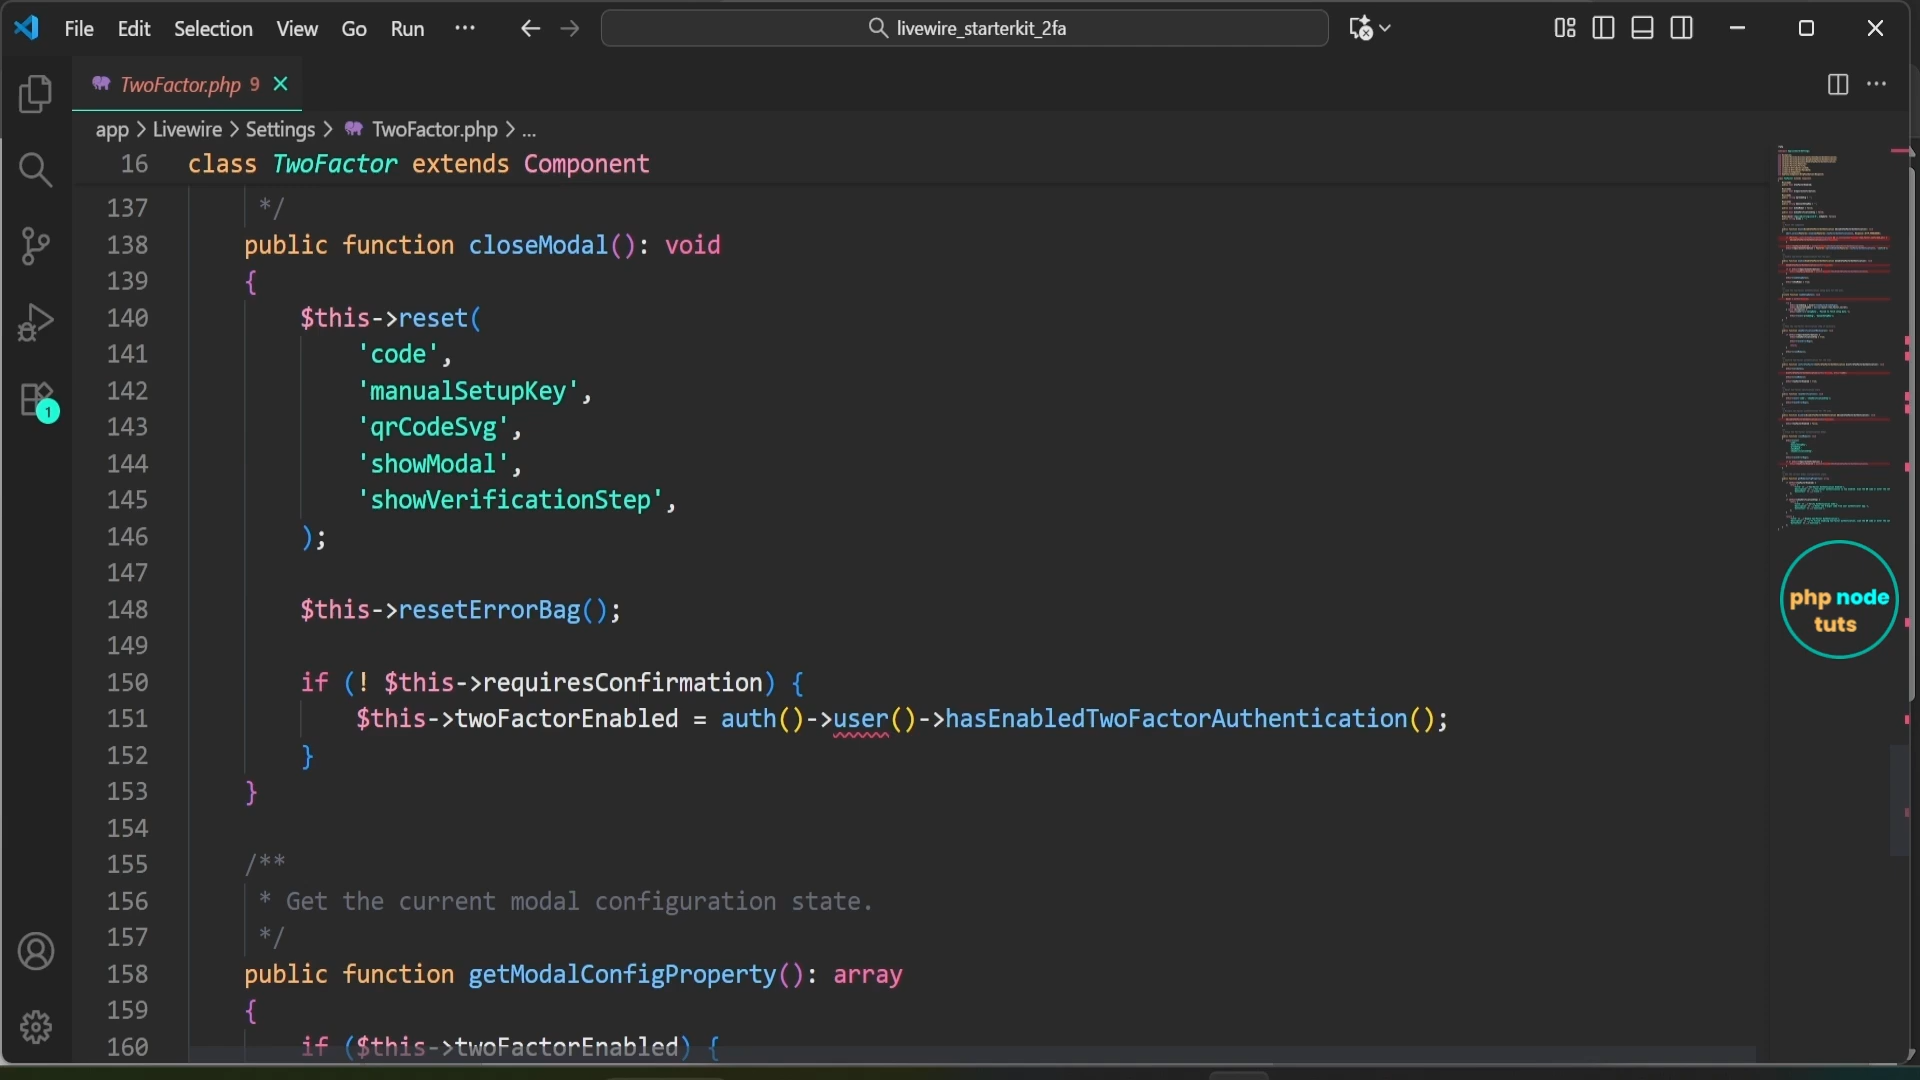 File Edit Selection View Go Run ··· livewire_starterkit_2fa
TwoFactor.php 9
app > Livewire > Settings > TwoFactor.php > ...
16 class TwoFactor extends Component
137 */
138 public function closeModal(): void
139 {
140 $this->reset(
141 'code',
142 'manualSetupKey',
143 'qrCodeSvg',
144 'showModal',
145 'showVerificationStep',
146 );
147
148 $this->resetErrorBag();
149
150 if (! $this->requiresConfirmation) {
151 $this->twoFactorEnabled = auth()->user()->hasEnabledTwoFactorAuthentication();
152 }
153 }
154
155 /**
156 * Get the current modal configuration state.
157 */
158 public function getModalConfigProperty(): array
159 {
160 if ($this->twoFactorEnabled) {
1
php node
tuts